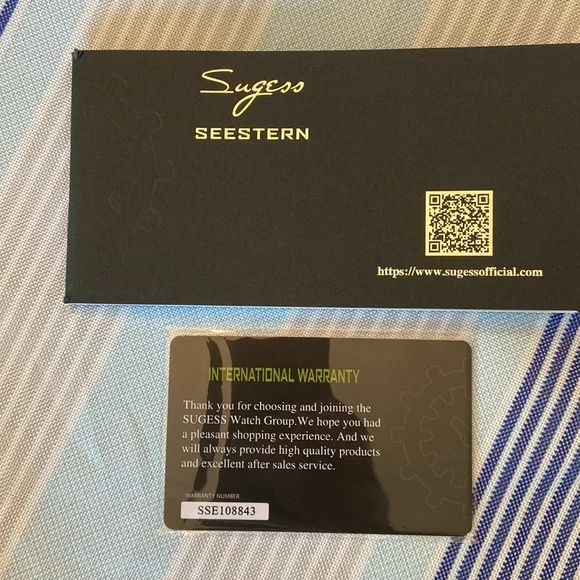 Sugess
SEESTERN
https://www.sugessofficial.com
INTERNATIONAL WARRANTY
Thank you for choosing and joining the
SUGESS Watch Group.We hope you had
a pleasant shopping experience. And we
will always provide high quality products
and excellent after sales service.
WARRANTY NUMBER
SSE108843